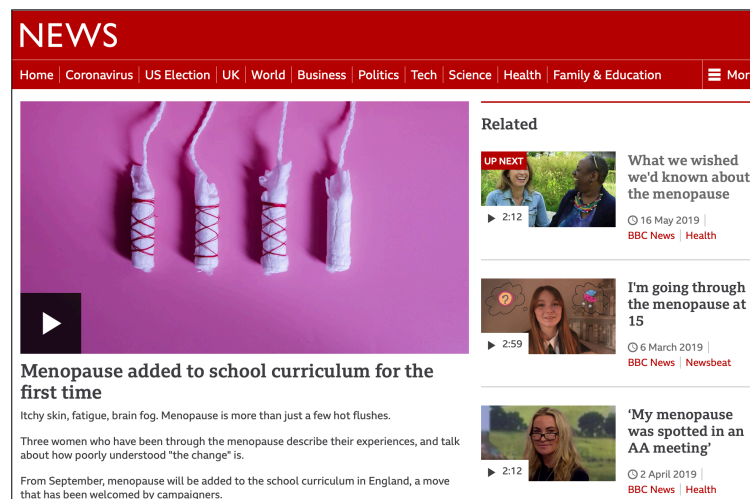 NEWS
Home
Coronavirus
US Election
UK
World
Business
Politics
Tech
Science
Health
Family & Education
Mor
Menopause added to school curriculum for the
first time
Itchy skin, fatigue, brain fog. Menopause is more than just a few hot flushes.
Three women who have been through the menopause describe their experiences, and talk
about how poorly understood "the change" is.
From September, menopause will be added to the school curriculum in England, a move
that has been welcomed by campaigners.
Related
UP NEXT
2:12
What we wished
we'd known about
the menopause
16 May 2019
BBC News
Health
?
2:59
I'm going through
the menopause at
15
6 March 2019
BBC News
Newsbeat
2:12
‘My menopause
was spotted in an
AA meeting’
2 April 2019
BBC News
Health